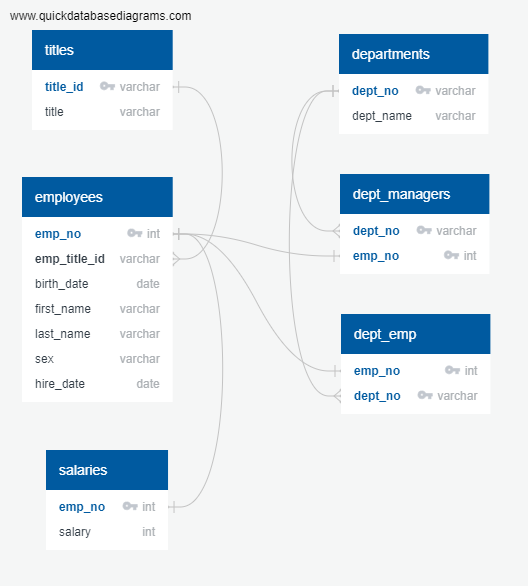 www.quickdatabasediagrams.com
titles
title_id varchar
title varchar
employees
emp_no int
emp_title_id varchar
birth_date date
first_name varchar
last_name varchar
sex varchar
hire_date date
salaries
emp_no int
salary int
departments
dept_no varchar
dept_name varchar
dept_managers
dept_no varchar
emp_no int
dept_emp
emp_no int
dept_no varchar